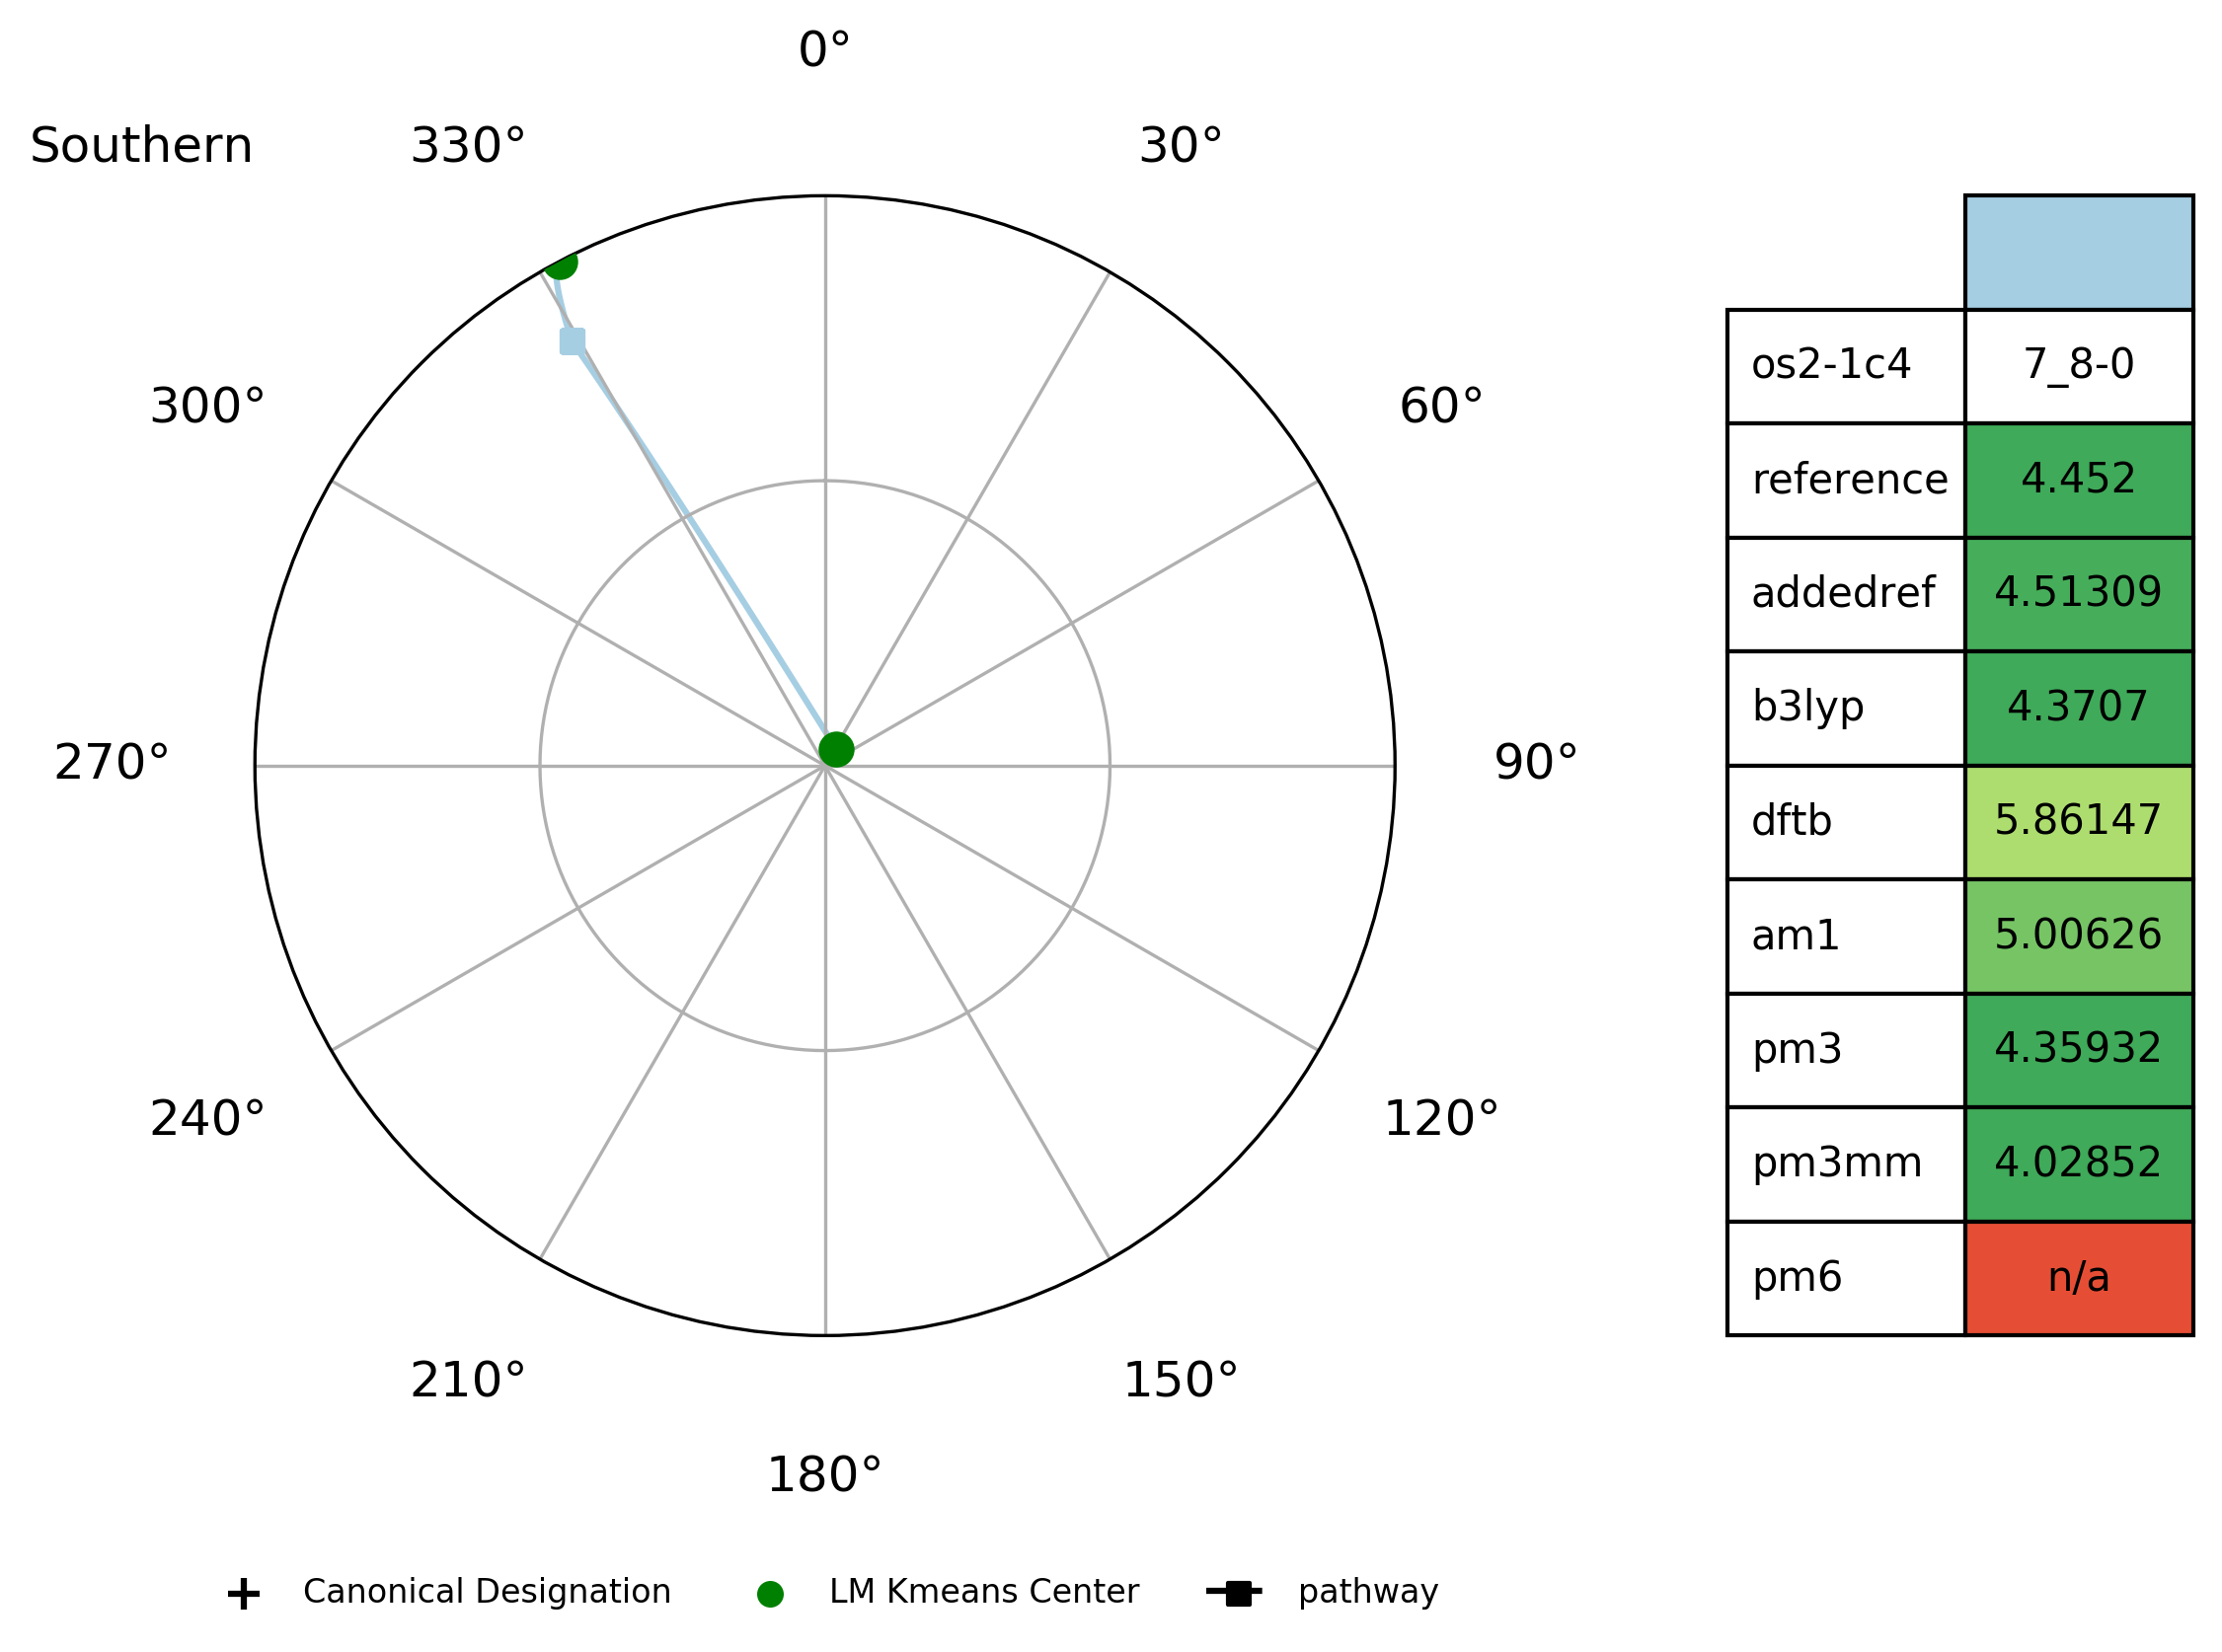 0°
Southern
330°
30°
300°
60°
270°
90°
240°
120°
210°
150°
180°
os2-1c4 7_8-0
reference 4.452
addedref 4.51309
b3lyp 4.3707
dftb 5.86147
am1 5.00626
pm3 4.35932
pm3mm 4.02852
pm6 n/a
Canonical Designation LM Kmeans Center pathway